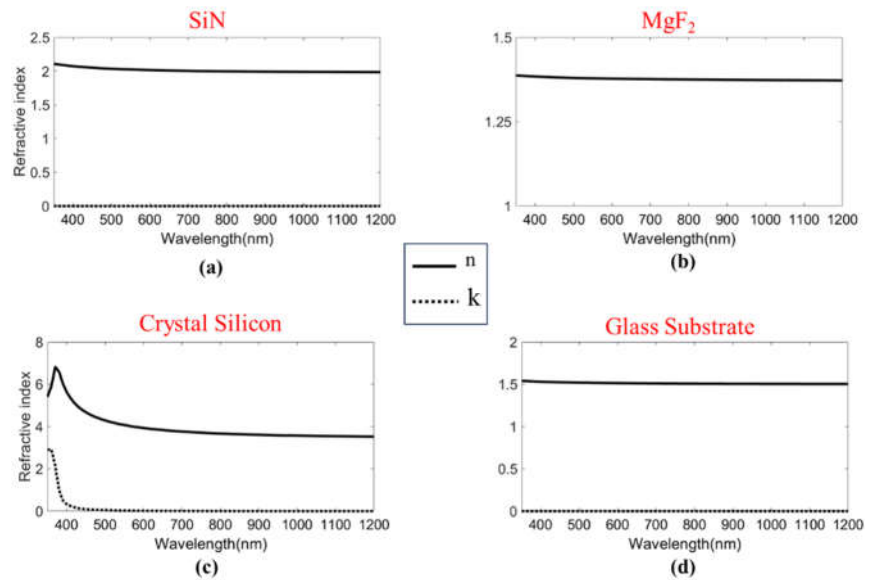 SiN
2.5
2
1.5
1
0.5
0
Refractive index
400 500 600 700 800 900 1000 1100 1200
Wavelength(nm)
(a)
MgF₂
1.5
1.25
1
400 500 600 700 800 900 1000 1100 1200
Wavelength(nm)
(b)
n
k
Crystal Silicon
8
6
4
2
0
Refractive index
400 500 600 700 800 900 1000 1100 1200
Wavelength(nm)
(c)
Glass Substrate
2
1.5
1
0.5
0
400 500 600 700 800 900 1000 1100 1200
Wavelength(nm)
(d)